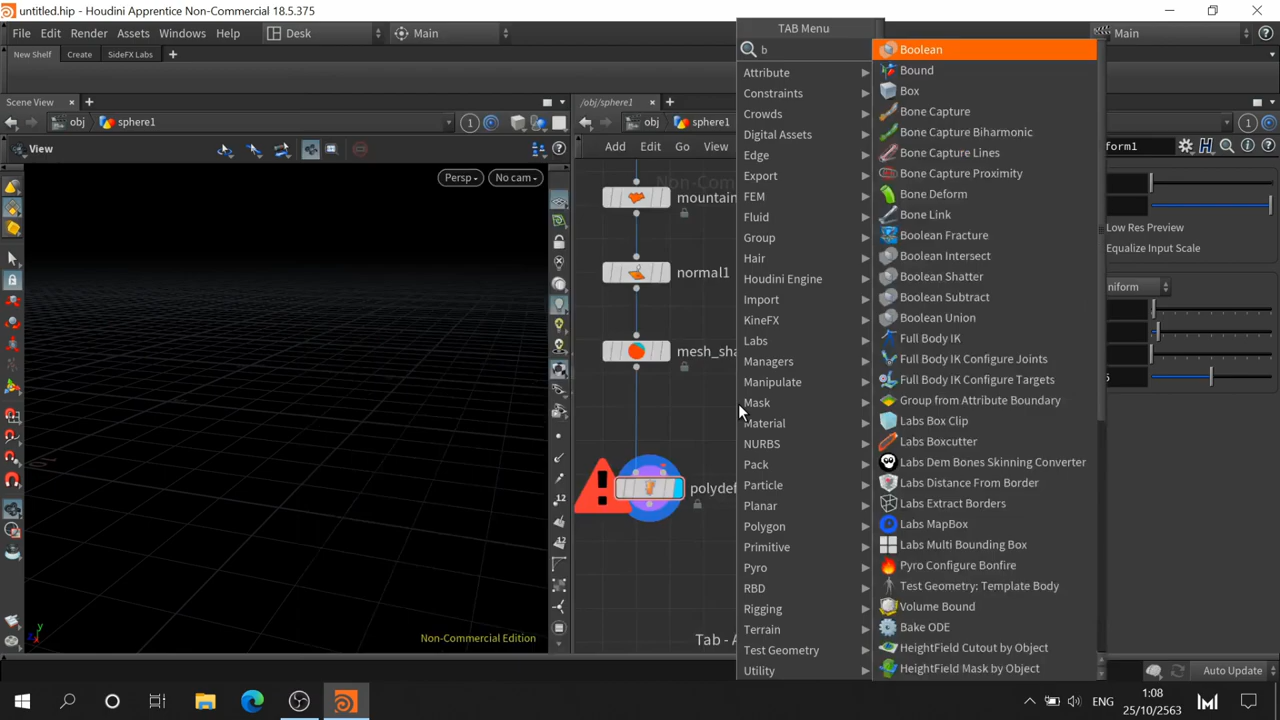 untitled.hip - Houdini Apprentice Non-Commercial 18.5.375
File Edit Render Assets Windows Help Desk Main Main
New Shelf Create SideFX Labs
TAB Menu
b
Scene View
/obj/sphere1
obj sphere1
obj sphere1
View
Add Edit Go View
Persp No cam
Non-Comm
mountain
normal1
mesh_sha
polydef
Tab - A
Non-Commercial Edition
Attribute
Constraints
Crowds
Digital Assets
Edge
Export
FEM
Fluid
Group
Hair
Houdini Engine
Import
KineFX
Labs
Managers
Manipulate
Mask
Material
NURBS
Pack
Particle
Planar
Polygon
Primitive
Pyro
RBD
Rigging
Terrain
Test Geometry
Utility
Boolean
Bound
Box
Bone Capture
Bone Capture Biharmonic
Bone Capture Lines
Bone Capture Proximity
Bone Deform
Bone Link
Boolean Fracture
Boolean Intersect
Boolean Shatter
Boolean Subtract
Boolean Union
Full Body IK
Full Body IK Configure Joints
Full Body IK Configure Targets
Group from Attribute Boundary
Labs Box Clip
Labs Boxcutter
Labs Dem Bones Skinning Converter
Labs Distance From Border
Labs Extract Borders
Labs MapBox
Labs Multi Bounding Box
Pyro Configure Bonfire
Test Geometry: Template Body
Volume Bound
Bake ODE
HeightField Cutout by Object
HeightField Mask by Object
orm1
Low Res Preview
Equalize Input Scale
niform
5
Auto Update
ENG
1:08
25/10/2563